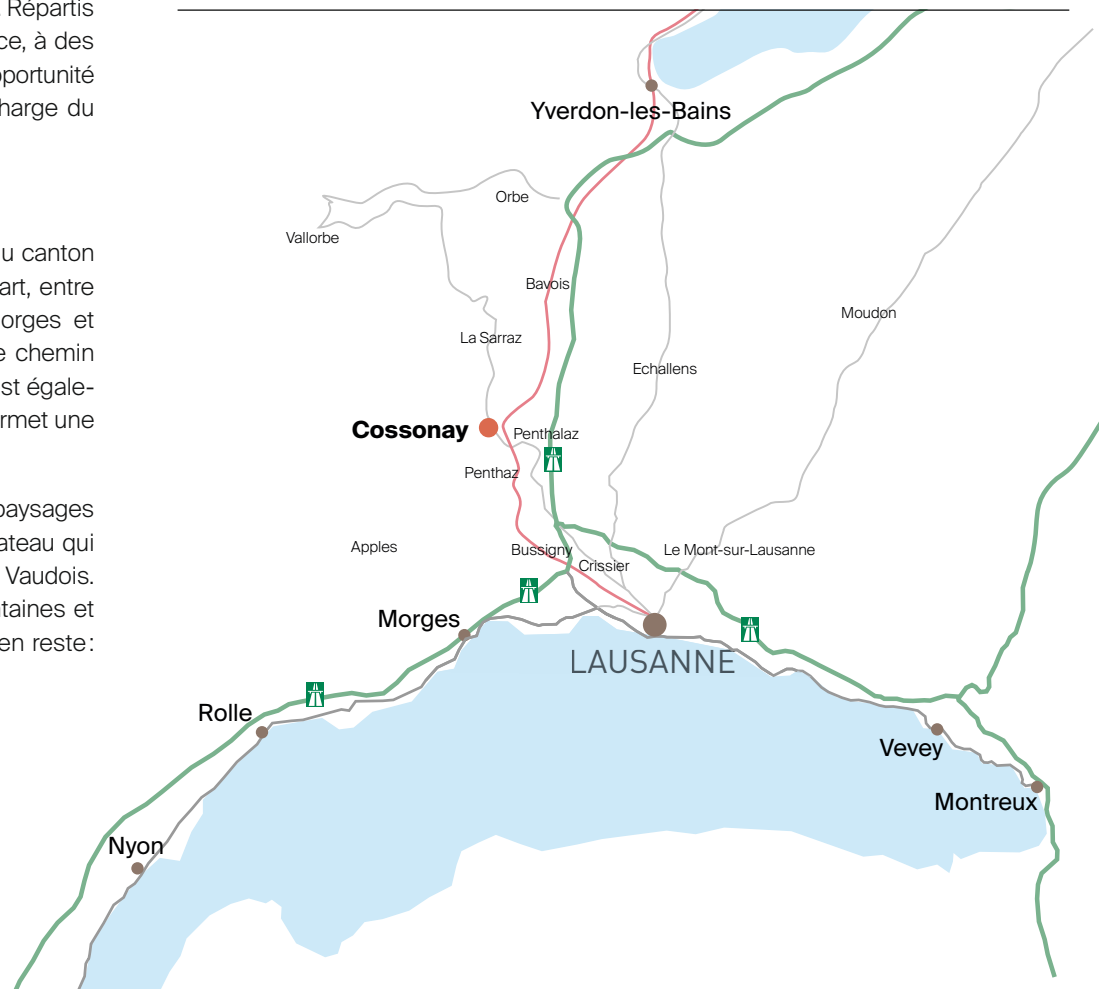 Répartis
ce, à des
pportunité
harge du
u canton
art, entre
orges et
e chemin
st égale-
rmet une
paysages
ateau qui
Vaudois.
ntaines et
en reste :
Yverdon-les-Bains
Orbe
Vallorbe
Bavois
Moudon
La Sarraz
Echallens
Cossonay
Penthalaz
Penthaz
Apples
Bussigny
Le Mont-sur-Lausanne
Crissier
Morges
LAUSANNE
Rolle
Vevey
Montreux
Nyon